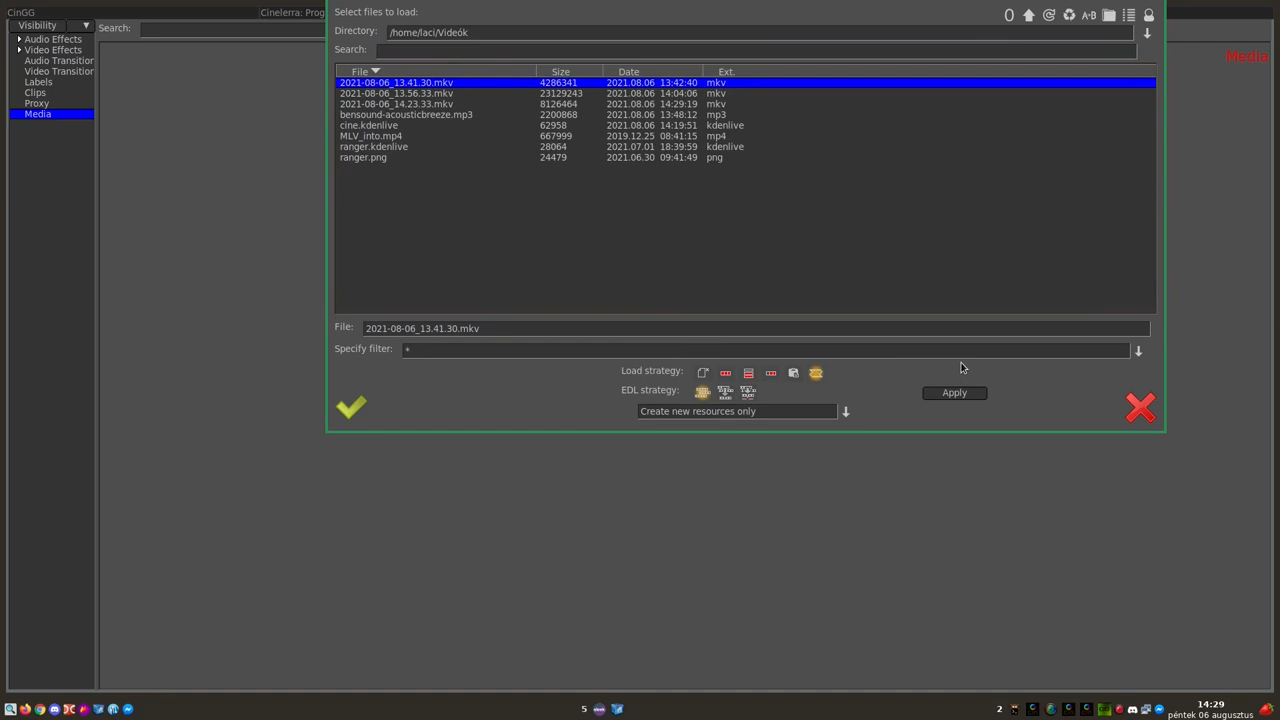 CinGG
Cinelerra: Prog
Visibility
Search:
Audio Effects
Video Effects
Audio Transition
Video Transition
Labels
Clips
Proxy
Media
Media
Select files to load:
Directory: /home/laci/Videók
Search:
File Size Date Ext.
2021-08-06_13.41.30.mkv 4286341 2021.08.06 13:42:40 mkv
2021-08-06_13.56.33.mkv 23129243 2021.08.06 14:04:06 mkv
2021-08-06_14.23.33.mkv 8126464 2021.08.06 14:29:19 mkv
bensound-acousticbreeze.mp3 2200868 2021.08.06 13:48:12 mp3
cine.kdenlive 62958 2021.08.06 14:19:51 kdenlive
MLV_into.mp4 667999 2019.12.25 08:41:15 mp4
ranger.kdenlive 28064 2021.07.01 18:39:59 kdenlive
ranger.png 24479 2021.06.30 09:41:49 png
File: 2021-08-06_13.41.30.mkv
Specify filter: *
Load strategy:
EDL strategy:
Apply
Create new resources only
5
2
14:29
péntek 06 augusztus